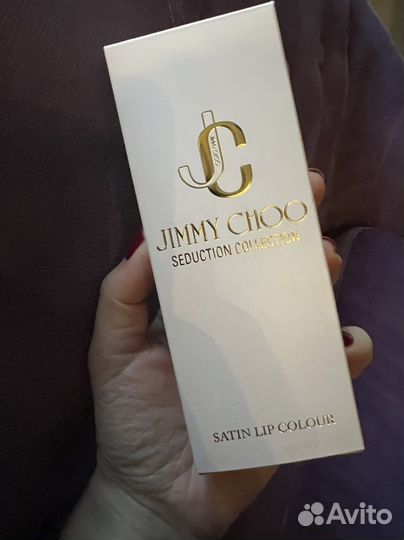 JC
JIMMY CHOO
JIMMY CHOO
SEDUCTION COLLECTION
SATIN LIP COLOUR
Avito